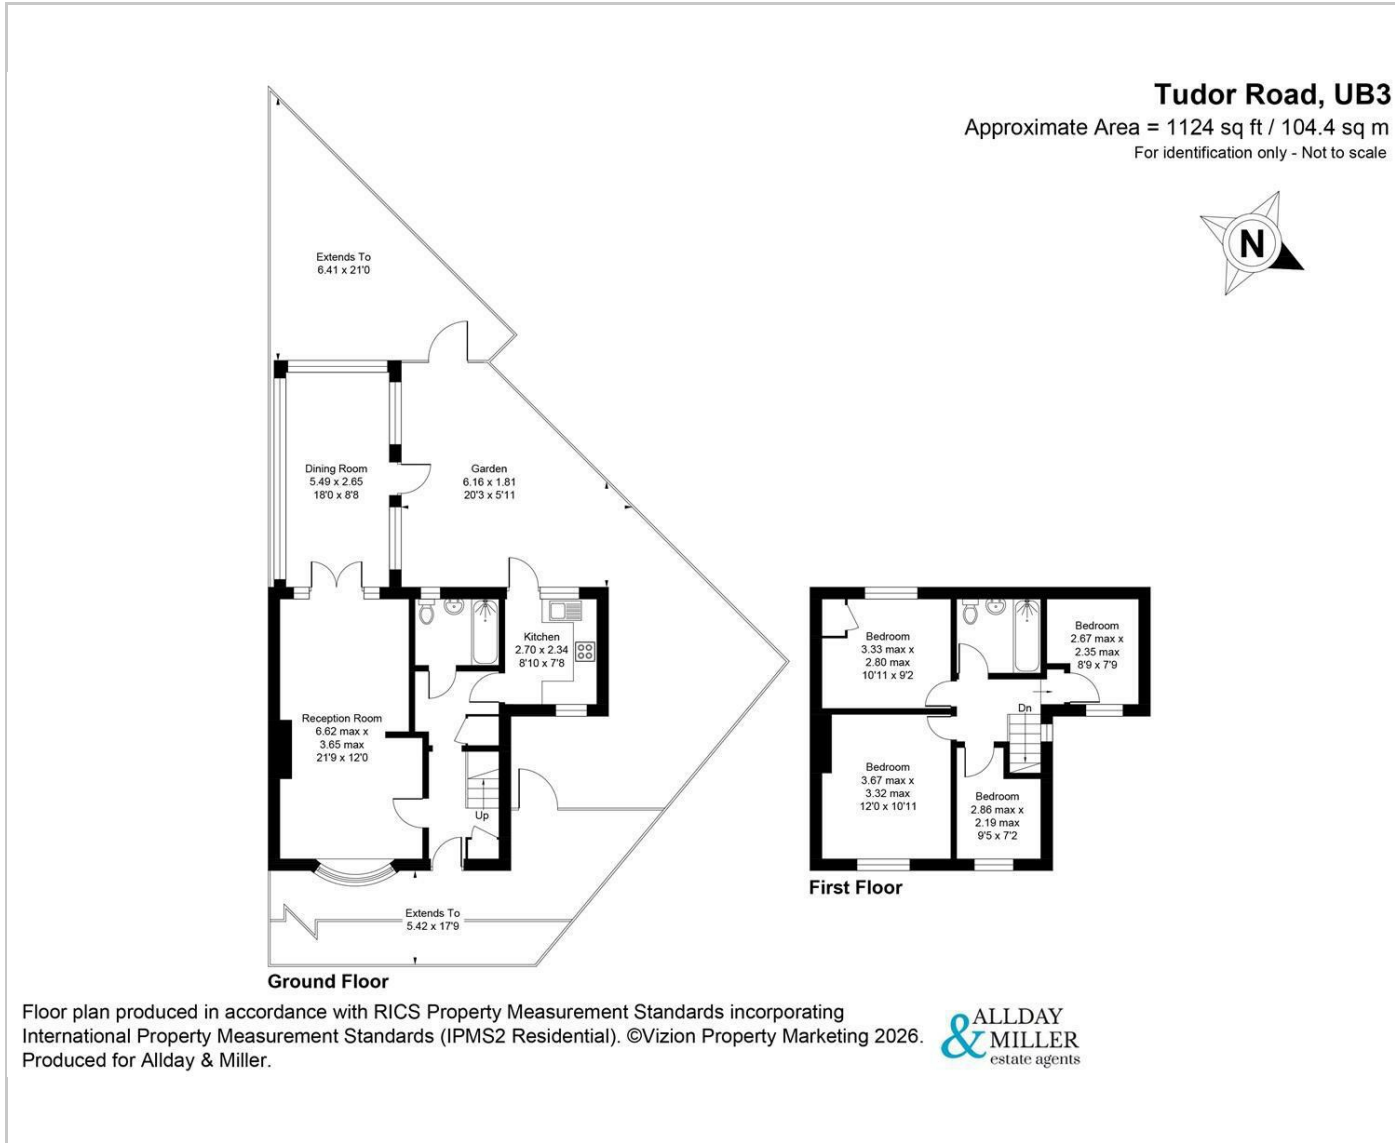 Tudor Road, UB3
Approximate Area = 1124 sq ft / 104.4 sq m
For identification only - Not to scale
N
Extends To
6.41 x 21'0
Dining Room
5.49 x 2.65
18'0 x 8'8
Garden
6.16 x 1.81
20'3 x 5'11
Kitchen
2.70 x 2.34
8'10 x 7'8
Reception Room
6.62 max x
3.65 max
21'9 x 12'0
Up
Extends To
5.42 x 17'9
Ground Floor
Bedroom
3.33 max x
2.80 max
10'11 x 9'2
Bedroom
2.67 max x
2.35 max
8'9 x 7'9
Dn
Bedroom
3.67 max x
3.32 max
12'0 x 10'11
Bedroom
2.86 max x
2.19 max
9'5 x 7'2
First Floor
Floor plan produced in accordance with RICS Property Measurement Standards incorporating
International Property Measurement Standards (IPMS2 Residential). ©Vizion Property Marketing 2026.
Produced for Allday & Miller.
ALLDAY
& MILLER
estate agents